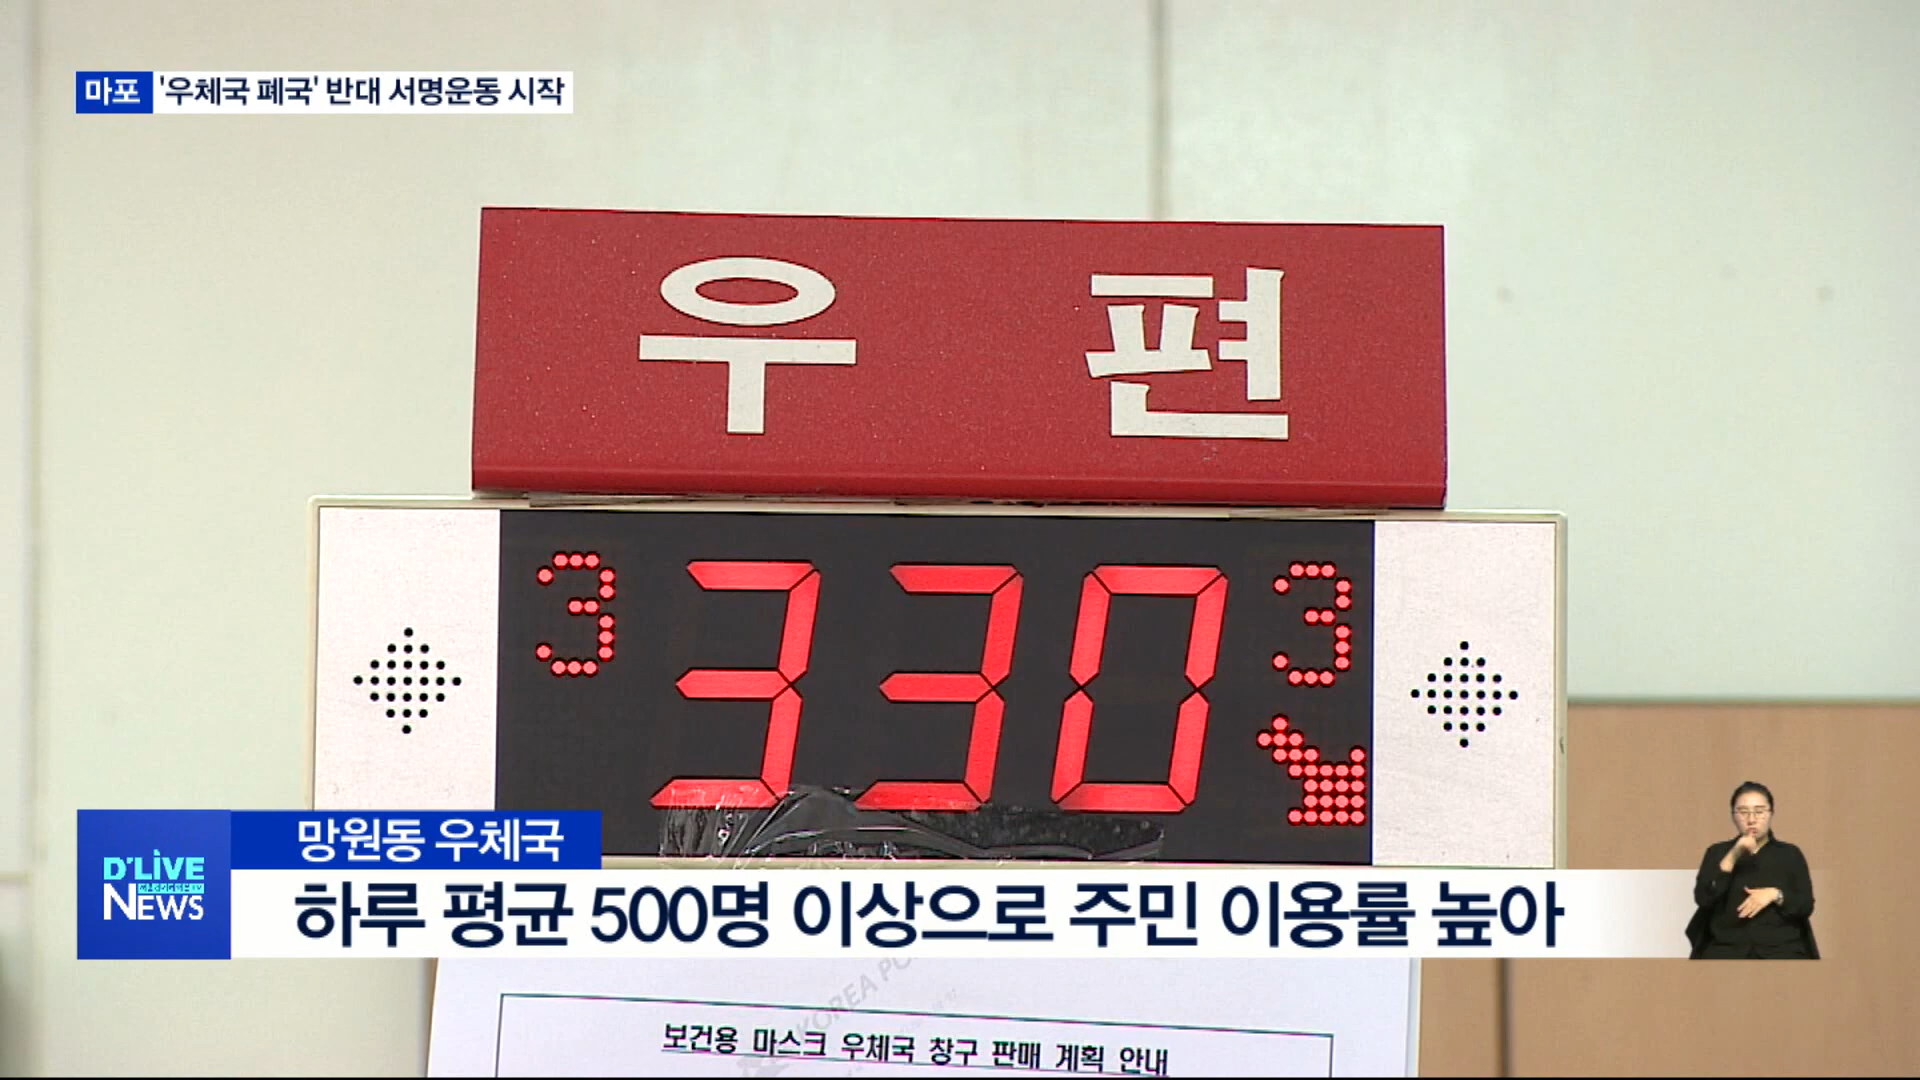 마포 '우체국 폐국' 반대 서명운동 시작
우편
3 330 3
망원동 우체국
D'LIVE
NEWS
하루 평균 500명 이상으로 주민 이용률 높아
KOREA
보건용 마스크 우체국 창구 판매 계획 안내